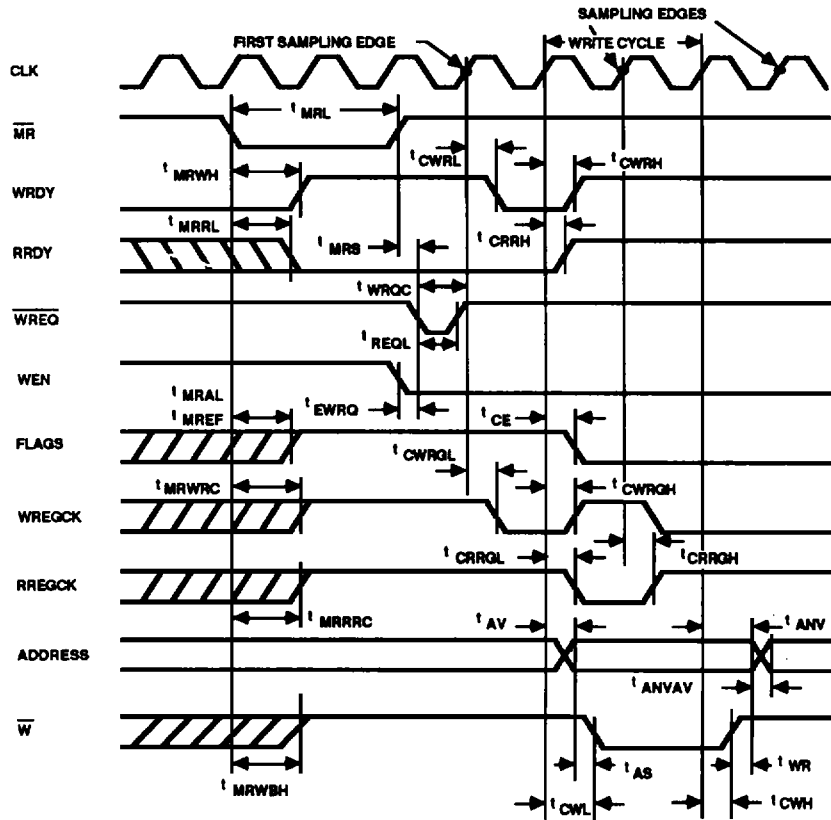 SAMPLING EDGES
FIRST SAMPLING EDGE
WRITE CYCLE
CLK
t MRL
MR
t CWRL
t CWRH
t MRWH
WRDY
t MRRL
t CRRH
RRDY
t MRS
t WRQC
WREQ
t REQL
WEN
t MRAL
t EWRQ
t MREF
t CE
FLAGS
t CWRGL
t MRWRC
t CWRGH
WREGCK
t CRRGL
t CRRGH
RREGCK
t MRRRC
t AV
t ANV
ADDRESS
t ANVAV
W
t AS
t WR
t MRWBH
t CWL
t CWH